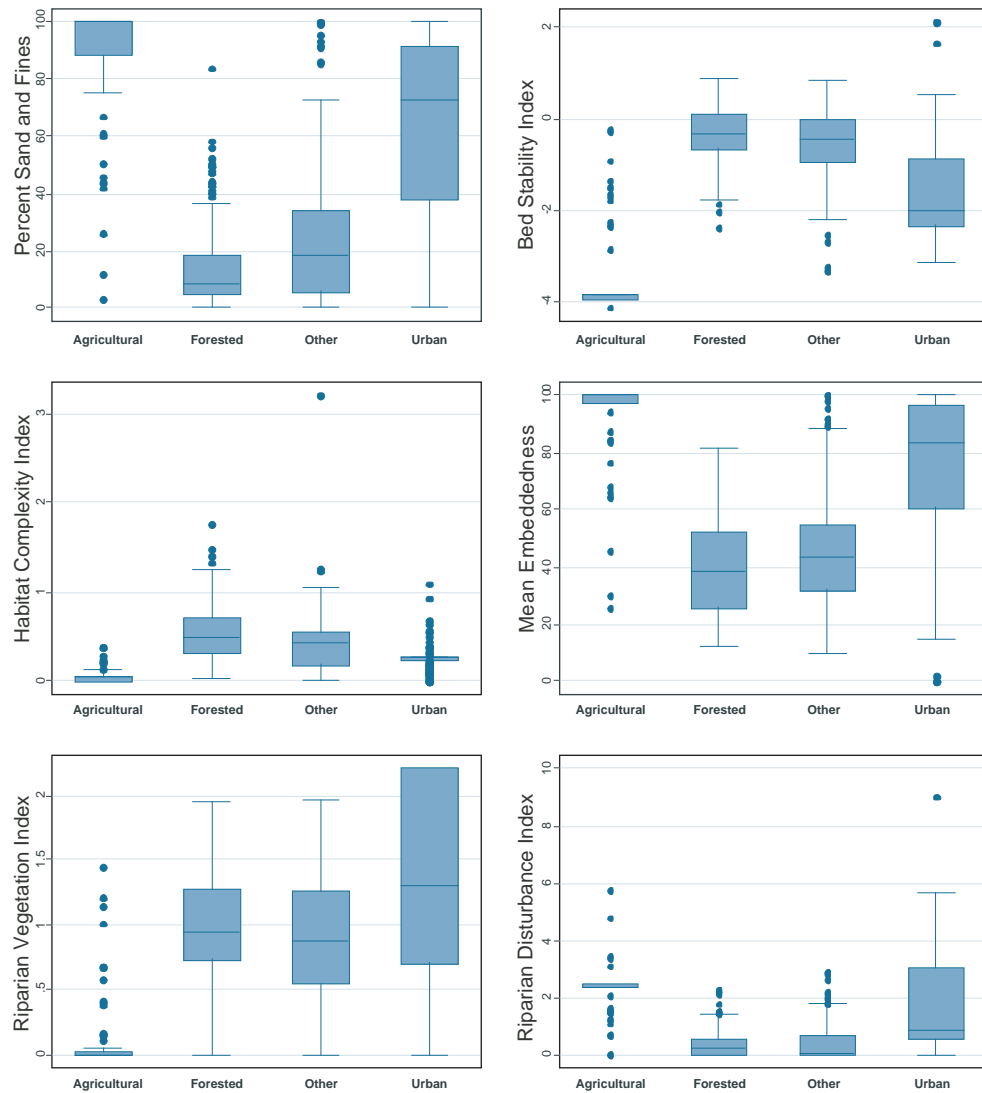 Percent Sand and Fines
0 20 40 60 80 100
Agricultural Forested Other Urban
Bed Stability Index
-4 -2 0 2
Agricultural Forested Other Urban
Habitat Complexity Index
0 1 2 3
Agricultural Forested Other Urban
Mean Embeddedness
0 20 40 60 80 100
Agricultural Forested Other Urban
Riparian Vegetation Index
0 .5 1 1.5 2
Agricultural Forested Other Urban
Riparian Disturbance Index
0 2 4 6 8 10
Agricultural Forested Other Urban